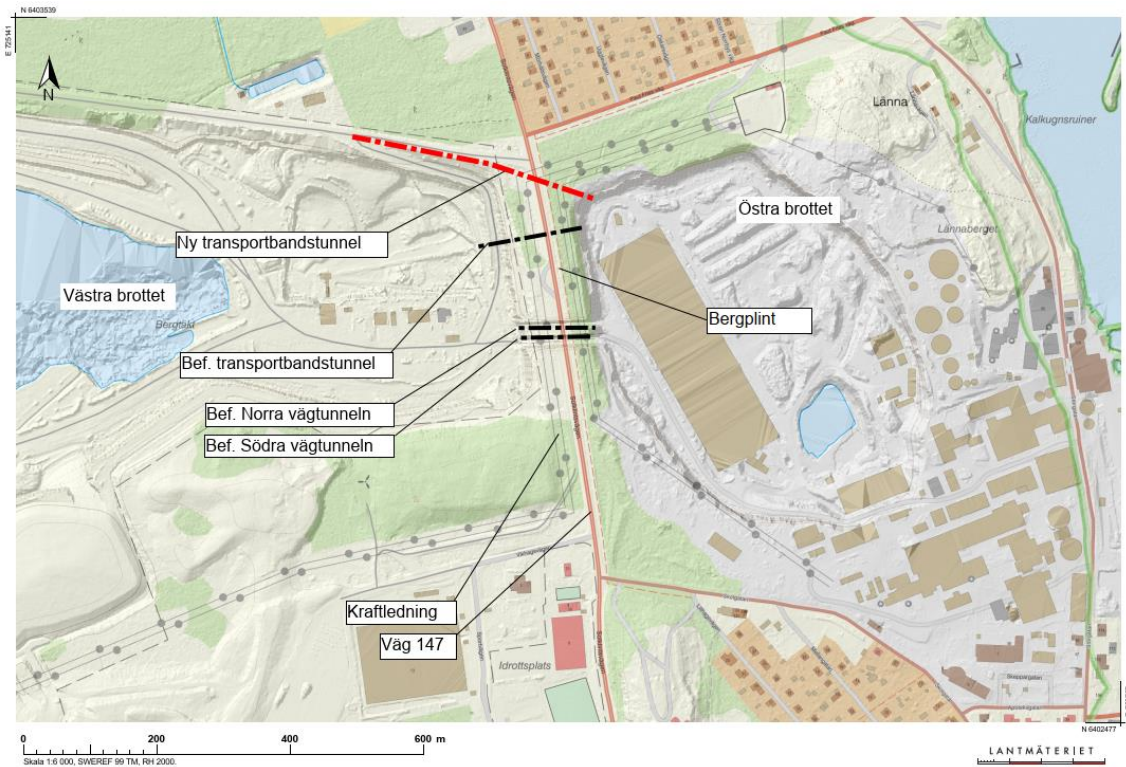 N 6403539
E 725141
N
Lånna
Kalkugnsruiner
Östra brottet
Lännaberget
Ny transportbandstunnel
Västra brottet
Bergtäkt
Bergplint
Bef. transportbandstunnel
Bef. Norra vägtunneln
Bef. Södra vägtunneln
Kraftledning
Väg 147
Idrottsplats
N 6402477
0 200 400 600 m
Skala 1:6 000, SWEREF 99 TM, RH 2000.
LANTMÄTERIET